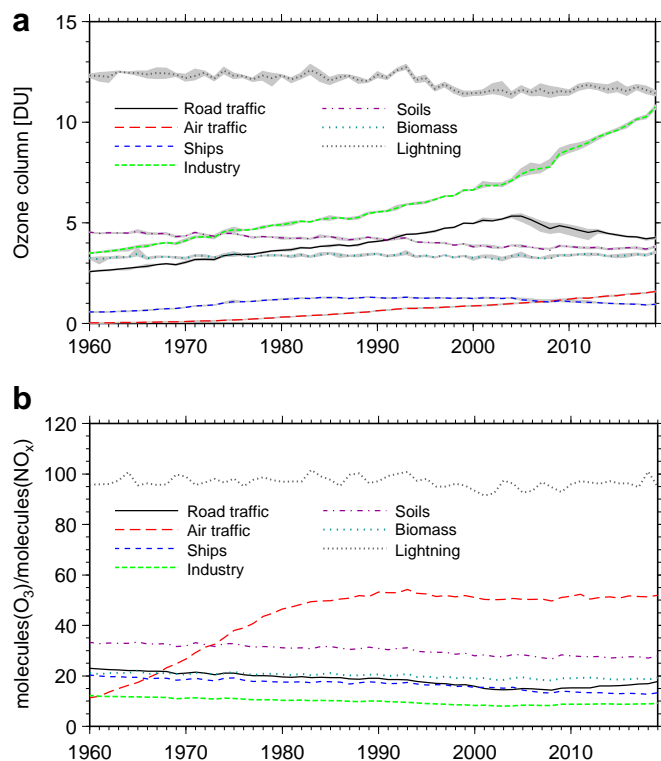 a
15
10
5
0
Ozone column [DU]
Road traffic
Air traffic
Ships
Industry
Soils
Biomass
Lightning
1960 1970 1980 1990 2000 2010
b
120
100
80
60
40
20
0
molecules(O3)/molecules(NOx)
Road traffic
Air traffic
Ships
Industry
Soils
Biomass
Lightning
1960 1970 1980 1990 2000 2010